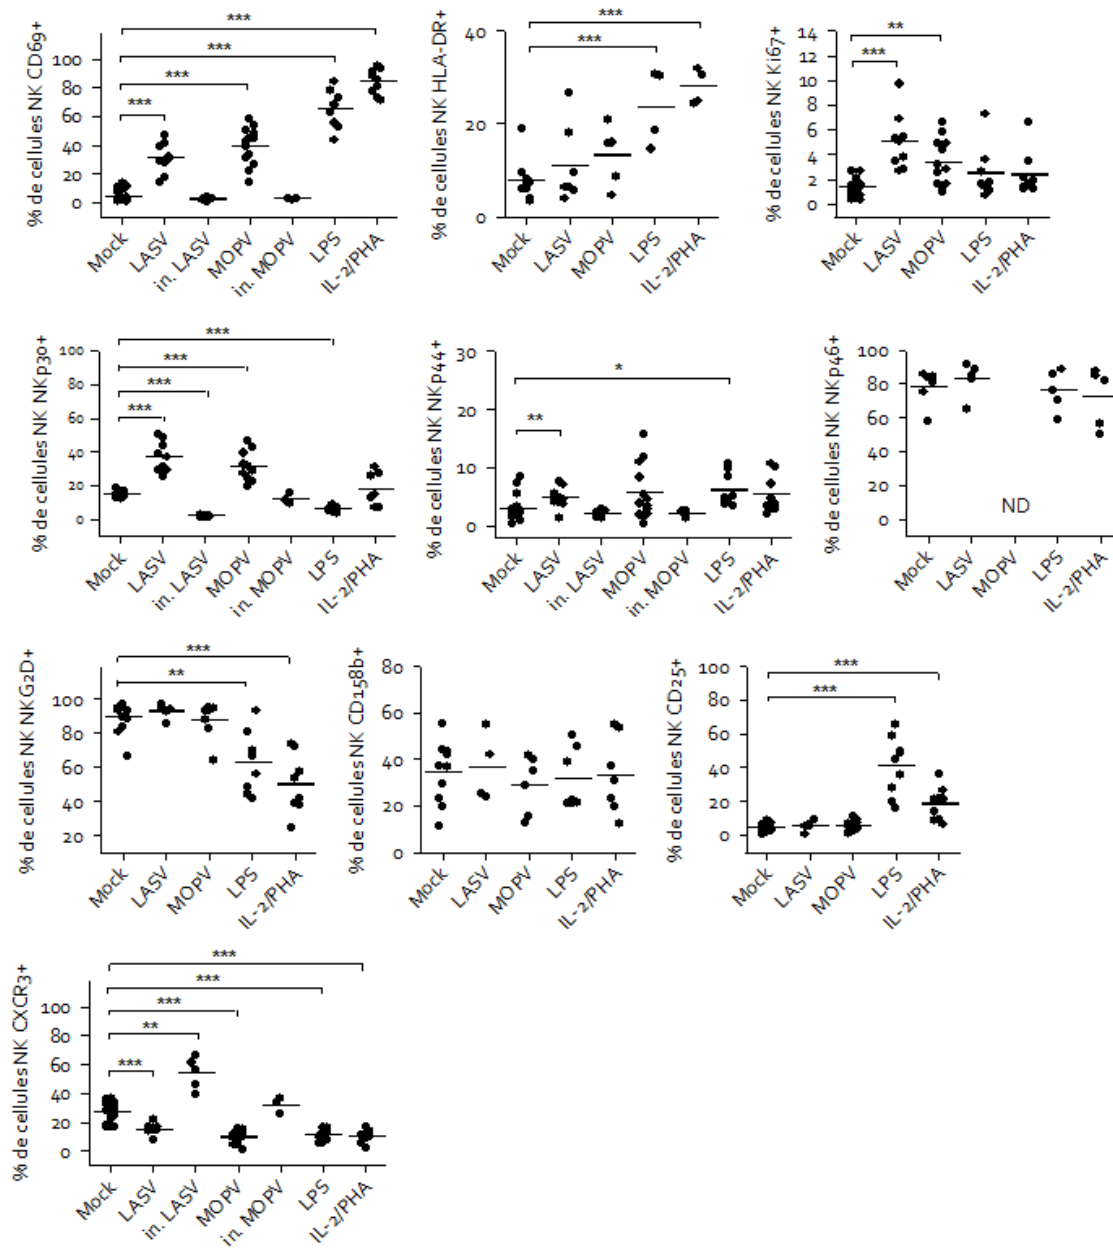 % de cellules NK CD69+
100
80
60
40
20
0
***
***
***
***
Mock
LASV
in. LASV
MOPV
in. MOPV
LPS
IL-2/PHA
% de cellules NK HLA-DR+
40
20
0
***
***
Mock
LASV
MOPV
LPS
IL-2/PHA
% de cellules NK Ki67+
14
12
10
8
6
4
2
0
**
***
Mock
LASV
MOPV
LPS
IL-2/PHA
% de cellules NK NKp30+
100
80
60
40
20
0
***
***
***
***
Mock
LASV
in. LASV
MOPV
in. MOPV
LPS
IL-2/PHA
% de cellules NK NKp44+
30
20
10
0
*
**
Mock
LASV
in. LASV
MOPV
in. MOPV
LPS
IL-2/PHA
% de cellules NK NKp46+
100
80
60
40
20
0
ND
Mock
LASV
MOPV
LPS
IL-2/PHA
% de cellules NK NKG2D+
100
80
60
40
20
***
**
Mock
LASV
MOPV
LPS
IL-2/PHA
% de cellules NK CD158b+
80
60
40
20
0
Mock
LASV
MOPV
LPS
IL-2/PHA
% de cellules NK CD25+
100
80
60
40
20
0
***
***
Mock
LASV
MOPV
LPS
IL-2/PHA
% de cellules NK CXCR3+
100
80
60
40
20
0
***
***
***
**
***
Mock
LASV
in. LASV
MOPV
in. MOPV
LPS
IL-2/PHA